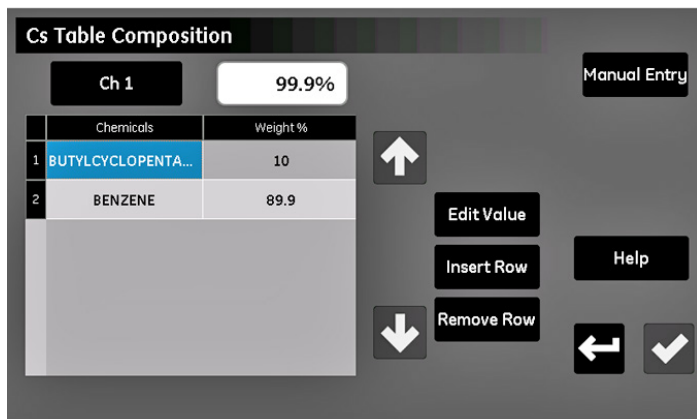 Cs Table Composition
Ch 1
99.9%
Manual Entry
Chemicals Weight %
1 BUTYLCYCLOPENTA... 10
2 BENZENE 89.9
Edit Value
Insert Row
Help
Remove Row